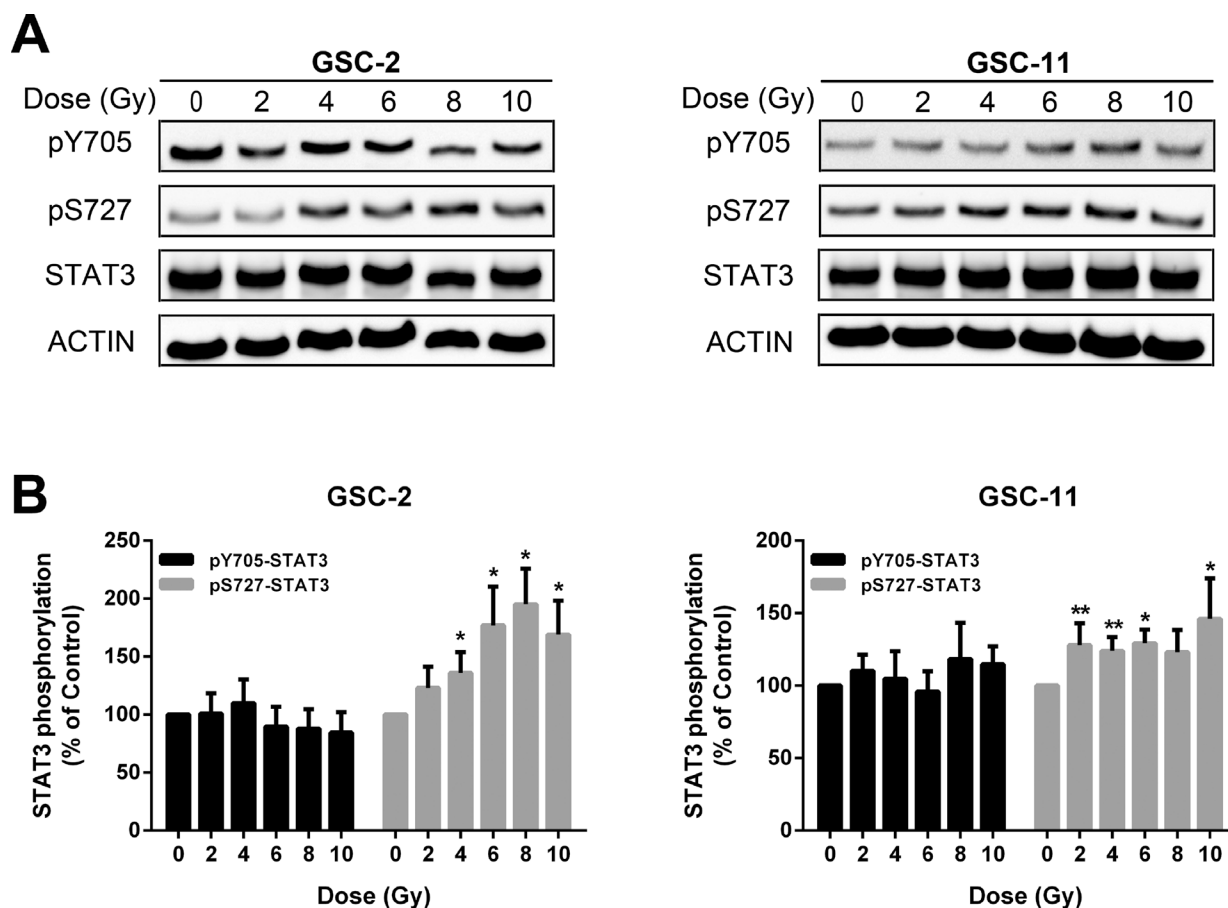 A
GSC-2
Dose (Gy) 0 2 4 6 8 10
pY705
pS727
STAT3
ACTIN
GSC-11
Dose (Gy) 0 2 4 6 8 10
pY705
pS727
STAT3
ACTIN
B
GSC-2
STAT3 phosphorylation
(% of Control)
250
200
150
100
50
0
pY705-STAT3
pS727-STAT3
* * * *
0 2 4 6 8 10 0 2 4 6 8 10
Dose (Gy)
GSC-11
STAT3 phosphorylation
(% of Control)
200
150
100
50
0
pY705-STAT3
pS727-STAT3
** ** * *
0 2 4 6 8 10 0 2 4 6 8 10
Dose (Gy)